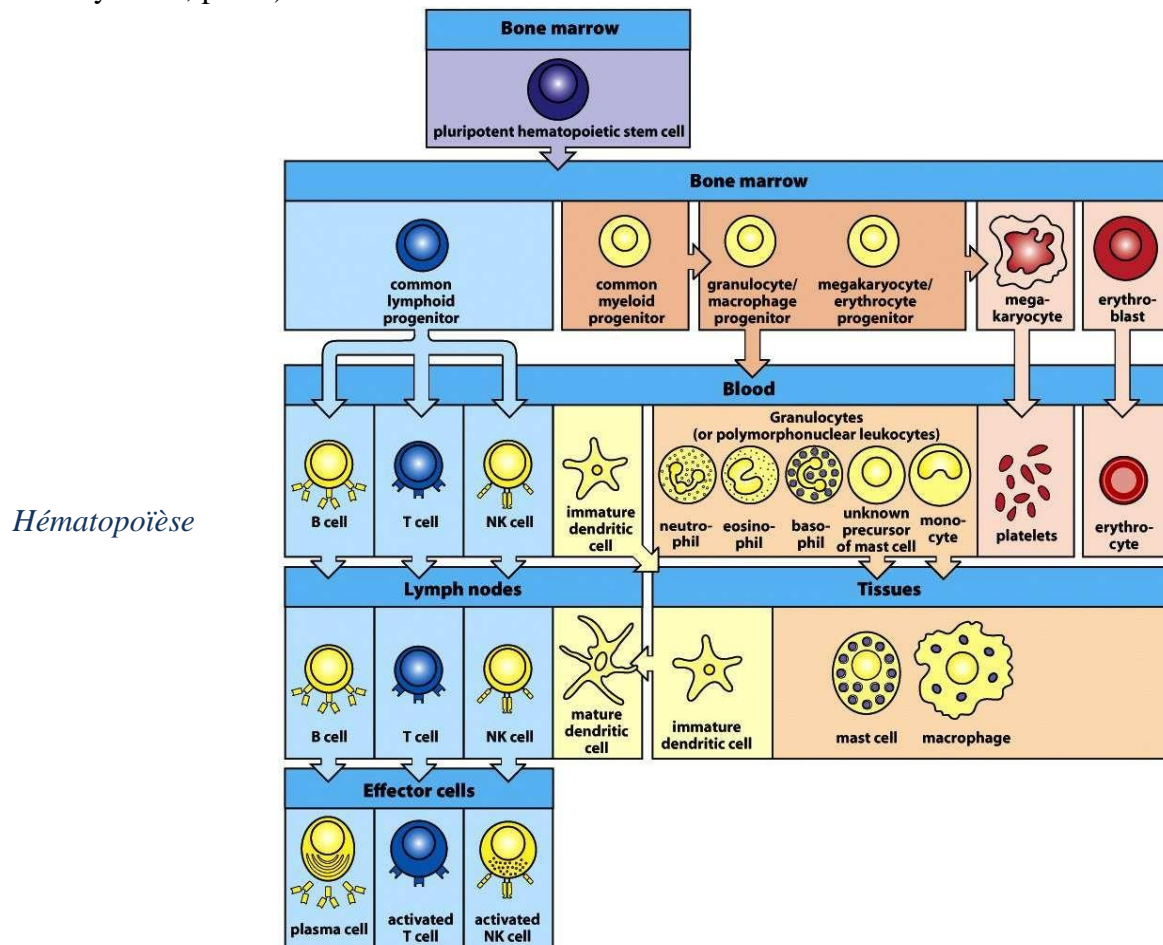 Bone marrow
pluripotent hematopoietic stem cell
Bone marrow
common
lymphoid
progenitor
common
myeloid
progenitor
granulocyte/
macrophage
progenitor
megakaryocyte/
erythrocyte
progenitor
mega-
karyocyte
erythro-
blast
Blood
B cell
T cell
NK cell
immature
dendritic
cell
Granulocytes
(or polymorphonuclear leukocytes)
neutro-
phil
eosino-
phil
baso-
phil
unknown
precursor
of mast cell
mono-
cyte
platelets
erythro-
cyte
Hématopoïèse
Lymph nodes
B cell
T cell
NK cell
mature
dendritic
cell
Tissues
immature
dendritic cell
mast cell
macrophage
Effector cells
plasma cell
activated
T cell
activated
NK cell